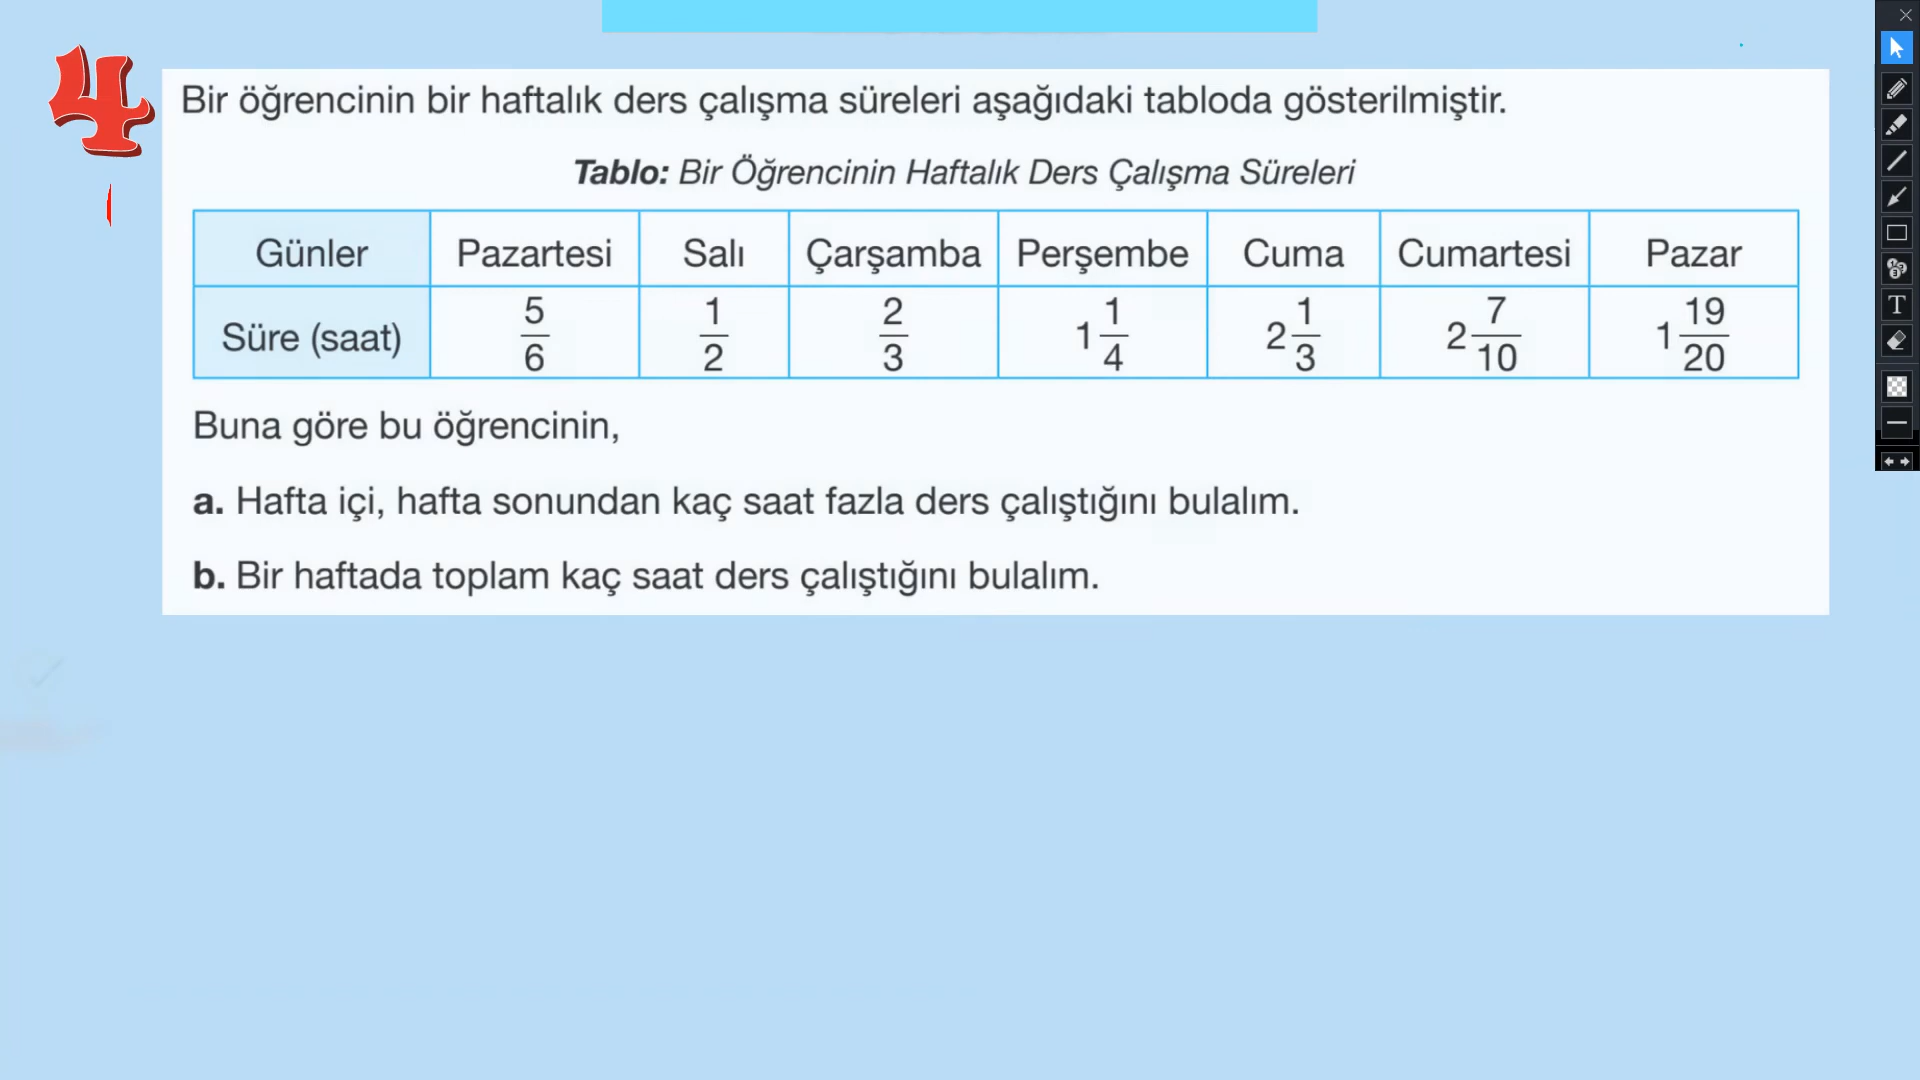 4
Bir öğrencinin bir haftalık ders çalışma süreleri aşağıdaki tabloda gösterilmiştir.
Tablo: Bir Öğrencinin Haftalık Ders Çalışma Süreleri
Günler Pazartesi Salı Çarşamba Perşembe Cuma Cumartesi Pazar
Süre (saat) 5/6 1/2 2/3 1 1/4 2 1/3 2 7/10 1 19/20
Buna göre bu öğrencinin,
a. Hafta içi, hafta sonundan kaç saat fazla ders çalıştığını bulalım.
b. Bir haftada toplam kaç saat ders çalıştığını bulalım.
T